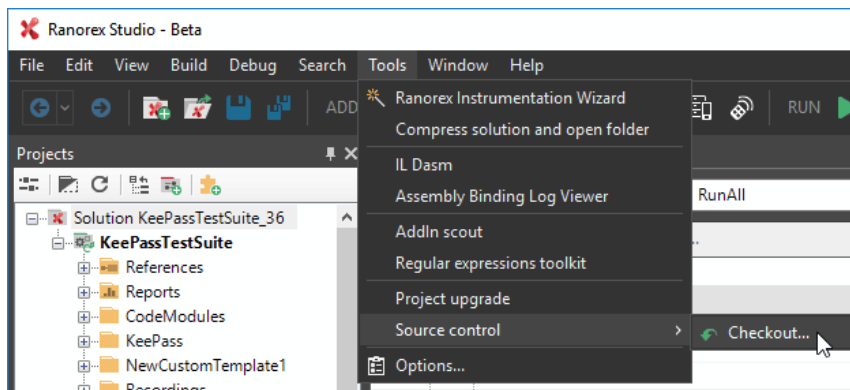 Ranorex Studio - Beta
File Edit View Build Debug Search Tools Window Help
ADD
RUN
Ranorex Instrumentation Wizard
Compress solution and open folder
IL Dasm
Assembly Binding Log Viewer
AddIn scout
Regular expressions toolkit
Project upgrade
Source control
Options...
Checkout...
RunAll
..
Projects
Solution KeePassTestSuite_36
KeePassTestSuite
References
Reports
CodeModules
KeePass
NewCustomTemplate1
Recordings